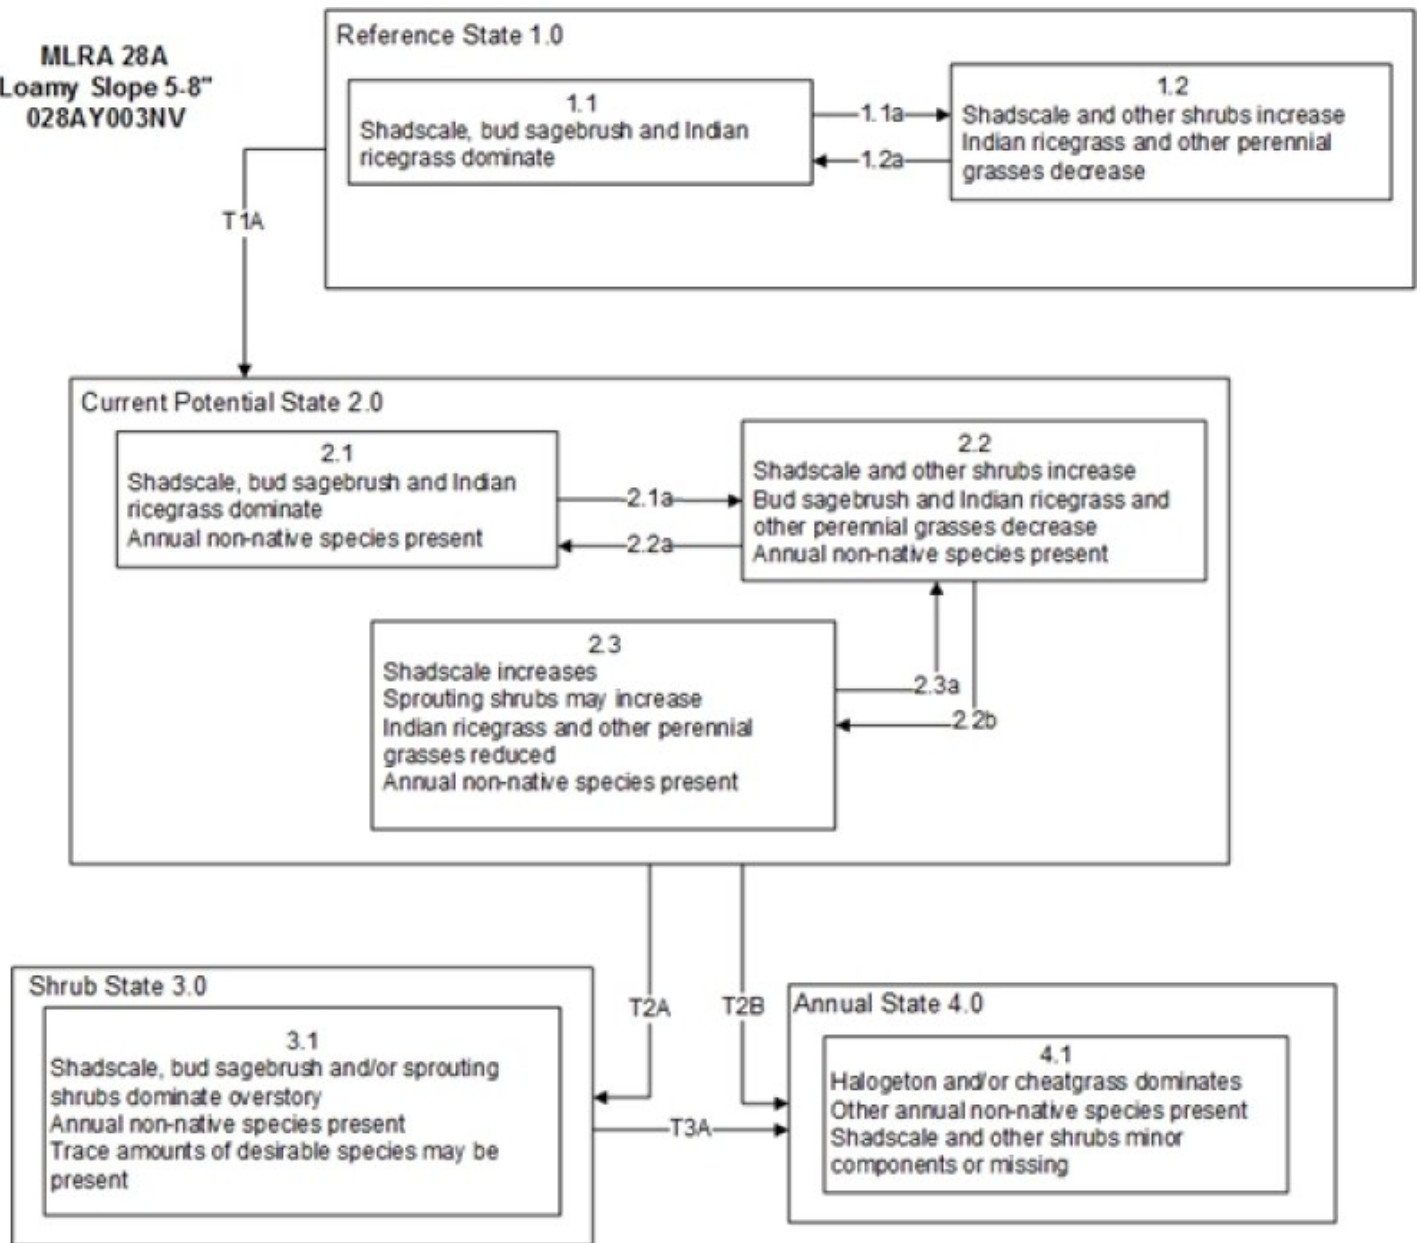 MLRA 28A
Loamy Slope 5-8"
028AY003NV
Reference State 1.0
1.1
Shadscale, bud sagebrush and Indian
ricegrass dominate
1.1a
1.2a
1.2
Shadscale and other shrubs increase
Indian ricegrass and other perennial
grasses decrease
T1A
Current Potential State 2.0
2.1
Shadscale, bud sagebrush and Indian
ricegrass dominate
Annual non-native species present
2.1a
2.2a
2.2
Shadscale and other shrubs increase
Bud sagebrush and Indian ricegrass and
other perennial grasses decrease
Annual non-native species present
2.3
Shadscale increases
Sprouting shrubs may increase
Indian ricegrass and other perennial
grasses reduced
Annual non-native species present
2.3a
2.2b
T2A
T2B
Shrub State 3.0
3.1
Shadscale, bud sagebrush and/or sprouting
shrubs dominate overstory
Annual non-native species present
Trace amounts of desirable species may be
present
T3A
Annual State 4.0
4.1
Halogeton and/or cheatgrass dominates
Other annual non-native species present
Shadscale and other shrubs minor
components or missing